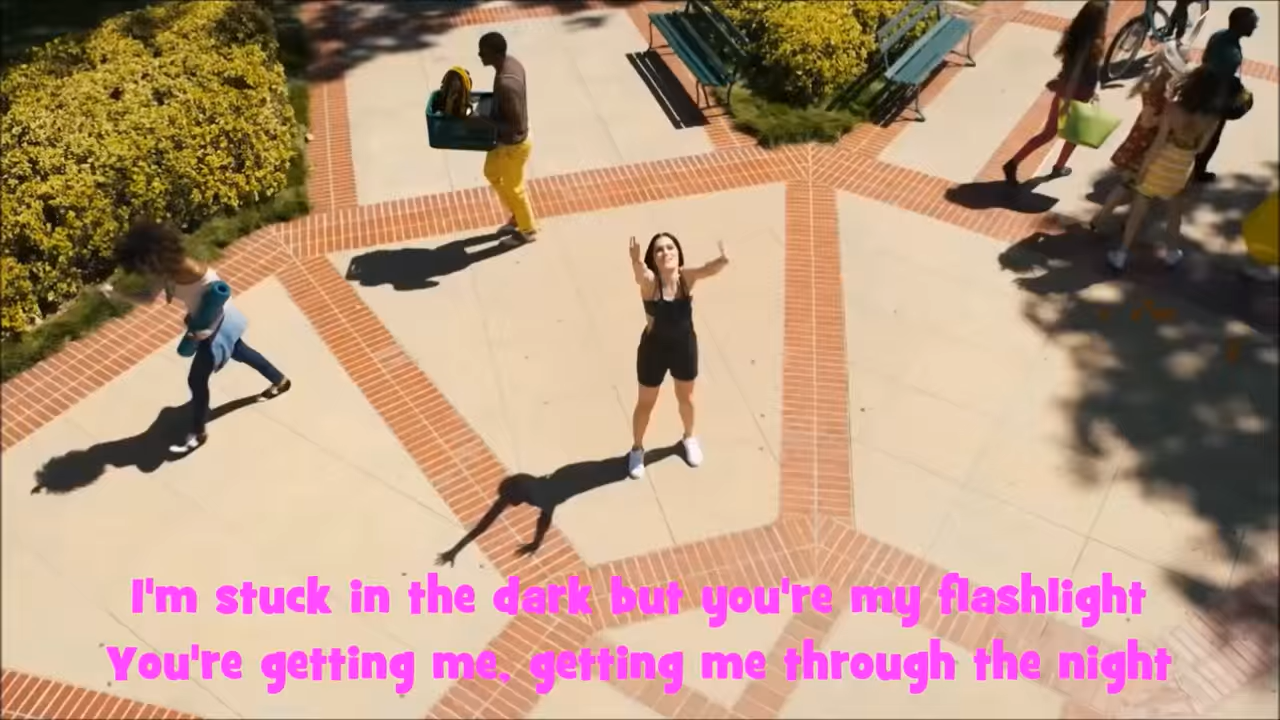 I'm stuck in the dark but you're my flashlight
You're getting me, getting me through the night